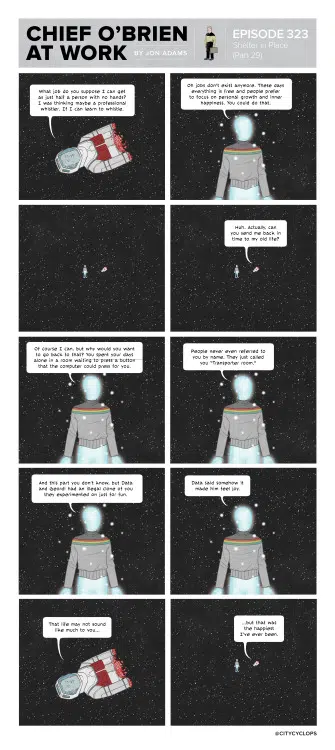 CHIEF O'BRIEN
AT WORK
BY JON ADAMS
EPISODE 323
Shelter in Place
(Part 29)
What job do you suppose I can get
as just half a person with no hands?
I was thinking maybe a professional
whistler. If I can learn to whistle.
Oh jobs don't exist anymore. These days
everything is free and people prefer
to focus on personal growth and inner
happiness. You could do that.
Huh, actually, can
you send me back in
time to my old life?
Of course I can, but why would you want
to go back to that? You spent your days
alone in a room waiting to press a button
that the computer could press for you.
People never even referred to
you by name. They just called
you "Transporter room."
And this part you don't know, but Data
and Geordi had an illegal clone of you
they experimented on just for fun.
Data said somehow it
made him feel joy.
That life may not sound
like much to you...
...but that was
the happiest
I've ever been.
@CITYCYCLOPS